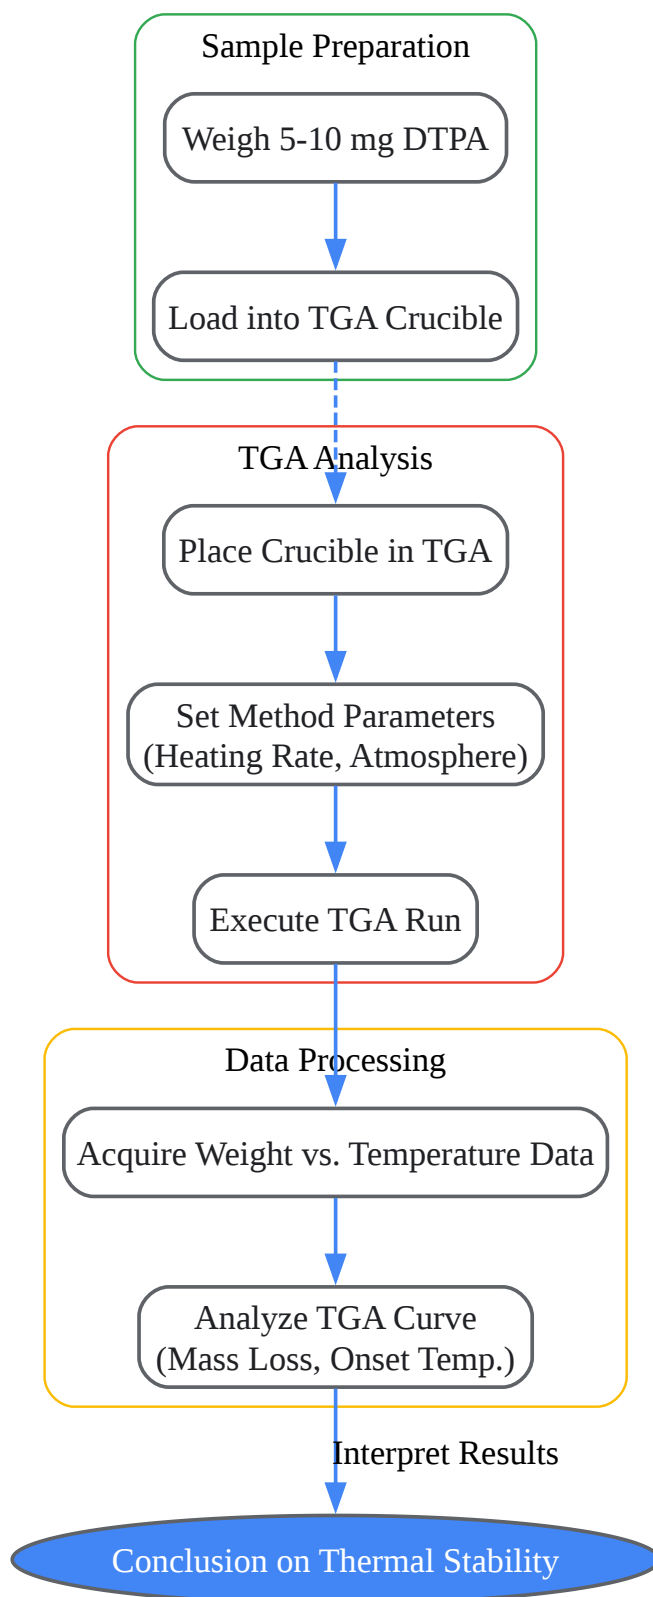 Sample Preparation
Weigh 5-10 mg DTPA
Load into TGA Crucible
TGA Analysis
Place Crucible in TGA
Set Method Parameters
(Heating Rate, Atmosphere)
Execute TGA Run
Data Processing
Acquire Weight vs. Temperature Data
Analyze TGA Curve
(Mass Loss, Onset Temp.)
Interpret Results
Conclusion on Thermal Stability